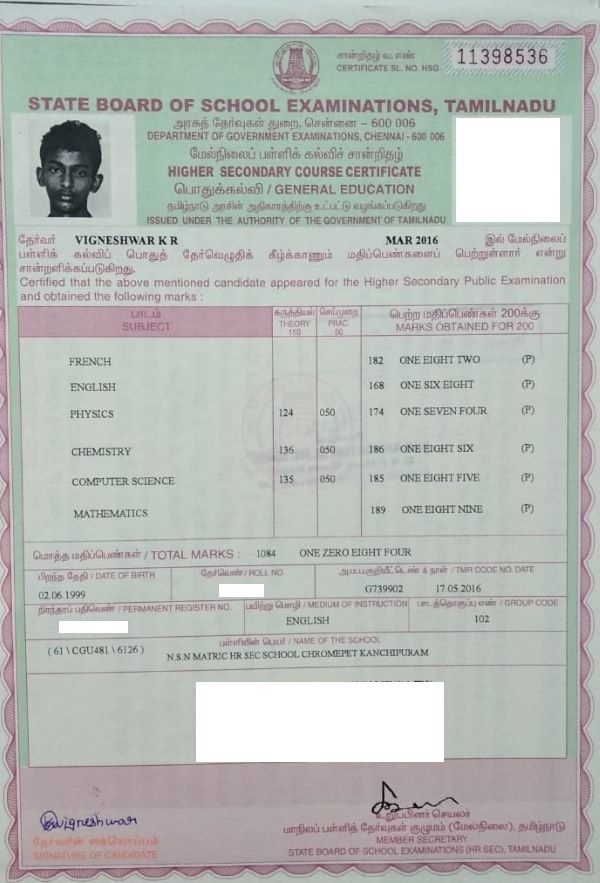 சான்றிதழ் வ. எண்
CERTIFICATE SL. NO. HSG
11398536
STATE BOARD OF SCHOOL EXAMINATIONS, TAMILNADU
அரசுத் தேர்வுகள் துறை, சென்னை – 600 006
DEPARTMENT OF GOVERNMENT EXAMINATIONS, CHENNAI - 600 006
மேல்நிலைப் பள்ளிக் கல்விச் சான்றிதழ்
HIGHER SECONDARY COURSE CERTIFICATE
பொதுக்கல்வி / GENERAL EDUCATION
தமிழ்நாடு அரசின் அதிகாரத்திற்கு உட்பட்டு வழங்கப்படுகிறது
ISSUED UNDER THE AUTHORITY OF THE GOVERNMENT OF TAMILNADU
தேர்வர் VIGNESHWAR K R MAR 2016 இல் மேல்நிலைப்
பள்ளிக் கல்விப் பொதுத் தேர்வெழுதிக் கீழ்க்காணும் மதிப்பெண்களைப் பெற்றுள்ளார் என்று
சான்றளிக்கப்படுகிறது.
Certified that the above mentioned candidate appeared for the Higher Secondary Public Examination
and obtained the following marks :
பாடம் கருத்தியல் செய்முறை பெற்ற மதிப்பெண்கள் 200க்கு
SUBJECT THEORY 150 PRAC. 50 MARKS OBTAINED FOR 200
FRENCH 182 ONE EIGHT TWO (P)
ENGLISH 168 ONE SIX EIGHT (P)
PHYSICS 124 050 174 ONE SEVEN FOUR (P)
CHEMISTRY 136 050 186 ONE EIGHT SIX (P)
COMPUTER SCIENCE 135 050 185 ONE EIGHT FIVE (P)
MATHEMATICS 189 ONE EIGHT NINE (P)
மொத்த மதிப்பெண்கள் / TOTAL MARKS : 1084 ONE ZERO EIGHT FOUR
பிறந்த தேதி / DATE OF BIRTH தேர்வெண் / ROLL NO. / TMR CODE NO. DATE
02.06.1999 G739902 17.05.2016
நிரந்தரப் பதிவெண் / PERMANENT REGISTER NO. பயிற்று மொழி / MEDIUM OF INSTRUCTION பாடத்தொகுப்பு எண் / GROUP CODE
ENGLISH 102
பள்ளியின் பெயர் / NAME OF THE SCHOOL
( 61 \ CGU481 \ 6126 ) N.S.N MATRIC HR SEC SCHOOL CHROMEPET KANCHIPURAM
Vigneshwar
தேர்வரின் கையொப்பம்
SIGNATURE OF CANDIDATE
உறுப்பினர் செயலர்
மாநிலப் பள்ளித் தேர்வுகள் குழுமம் (மேல்நிலை), தமிழ்நாடு
MEMBER SECRETARY
STATE BOARD OF SCHOOL EXAMINATIONS (HR.SEC), TAMILNADU